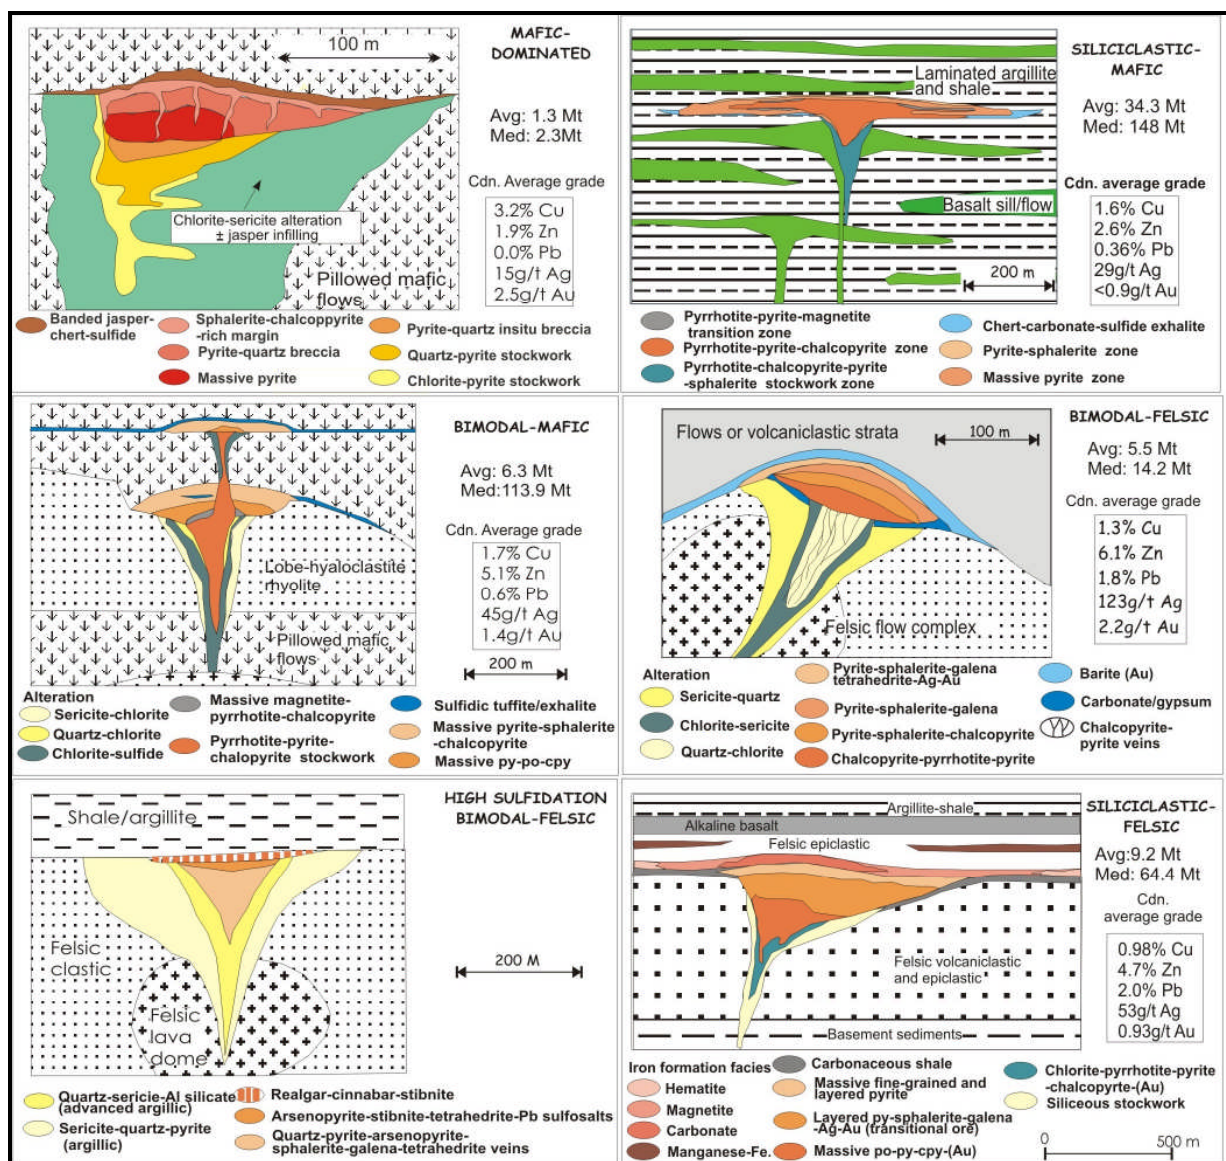 MAFIC-
DOMINATED
100 m
Avg: 1.3 Mt
Med: 2.3Mt
Cdn. Average grade
3.2% Cu
1.9% Zn
0.0% Pb
15g/t Ag
2.5g/t Au
Chlorite-sericite alteration
± jasper infilling
Pillowed mafic
flows
Banded jasper-
chert-sulfide
Sphalerite-chalcoppyrite
-rich margin
Pyrite-quartz breccia
Massive pyrite
Pyrite-quartz insitu breccia
Quartz-pyrite stockwork
Chlorite-pyrite stockwork
SILICICLASTIC-
MAFIC
Laminated argillite
and shale
Avg: 34.3 Mt
Med: 148 Mt
Cdn. average grade
1.6% Cu
2.6% Zn
0.36% Pb
29g/t Ag
<0.9g/t Au
Basalt sill/flow
200 m
Pyrrhotite-pyrite-magnetite
transition zone
Pyrrhotite-pyrite-chalcopyrite zone
Pyrrhotite-chalcopyrite-pyrite
-sphalerite stockwork zone
Chert-carbonate-sulfide exhalite
Pyrite-sphalerite zone
Massive pyrite zone
BIMODAL-MAFIC
Avg: 6.3 Mt
Med:113.9 Mt
Cdn. Average grade
1.7% Cu
5.1% Zn
0.6% Pb
45g/t Ag
1.4g/t Au
Lobe-hyaloclastite
rhyolite
Pillowed mafic
flows
200 m
Alteration
Sericite-chlorite
Quartz-chlorite
Chlorite-sulfide
Massive magnetite-
pyrrhotite-chalcopyrite
Pyrrhotite-pyrite-
chalopyrite stockwork
Sulfidic tuffite/exhalite
Massive pyrite-sphalerite
-chalcopyrite
Massive py-po-cpy
BIMODAL-FELSIC
Flows or volcaniclastic strata
100 m
Avg: 5.5 Mt
Med: 14.2 Mt
Cdn. average grade
1.3% Cu
6.1% Zn
1.8% Pb
123g/t Ag
2.2g/t Au
Felsic flow complex
Alteration
Sericite-quartz
Chlorite-sericite
Quartz-chlorite
Pyrite-sphalerite-galena
tetrahedrite-Ag-Au
Pyrite-sphalerite-galena
Pyrite-sphalerite-chalcopyrite
Chalcopyrite-pyrrhotite-pyrite
Barite (Au)
Carbonate/gypsum
Chalcopyrite-
pyrite veins
HIGH SULFIDATION
BIMODAL-FELSIC
Shale/argillite
Felsic
clastic
Felsic
lava
dome
200 M
Quartz-sericie-Al silicate
(advanced argillic)
Sericite-quartz-pyrite
(argillic)
Realgar-cinnabar-stibnite
Arsenopyrite-stibnite-tetrahedrite-Pb sulfosalts
Quartz-pyrite-arsenopyrite-
sphalerite-galena-tetrahedrite veins
SILICICLASTIC-
FELSIC
Argillite-shale
Alkaline basalt
Felsic epiclastic
Avg:9.2 Mt
Med: 64.4 Mt
Cdn.
average grade
0.98% Cu
4.7% Zn
2.0% Pb
53g/t Ag
0.93g/t Au
Felsic volcaniclastic
and epiclastic
Basement sediments
Iron formation facies
Hematite
Magnetite
Carbonate
Manganese-Fe.
Carbonaceous shale
Massive fine-grained and
layered pyrite
Layered py-sphalerite-galena
-Ag-Au (transitional ore)
Massive po-py-cpy-(Au)
Chlorite-pyrrhotite-pyrite
-chalcopyrte-(Au)
Siliceous stockwork
0 500 m